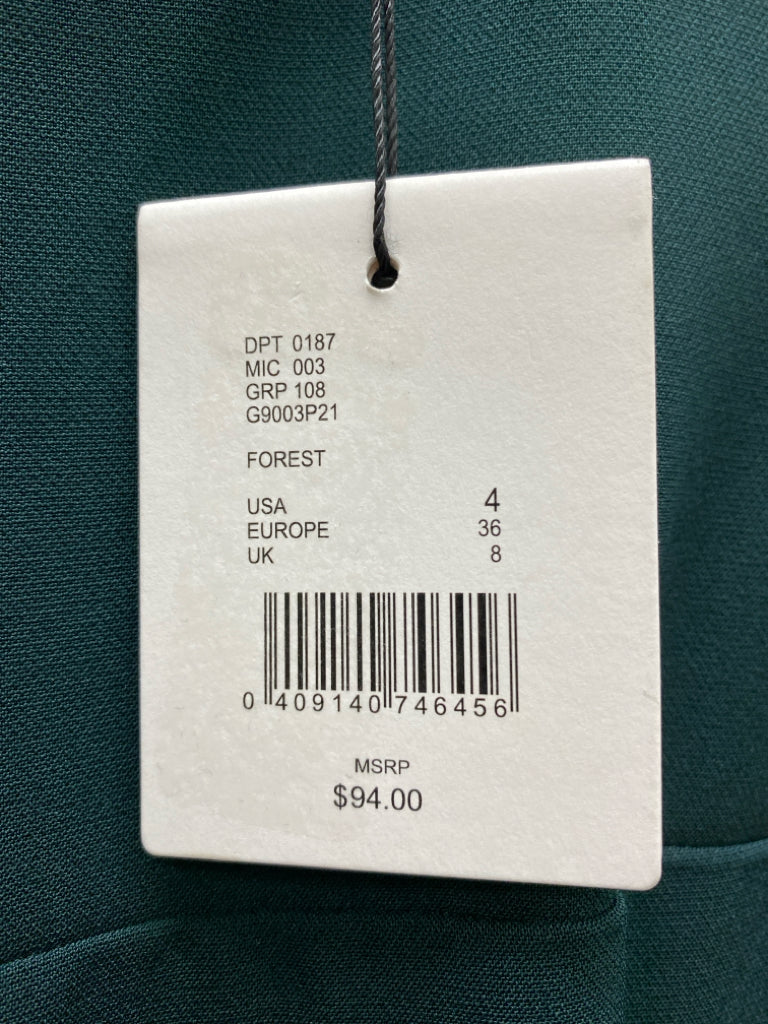 DPT 0187
MIC 003
GRP 108
G9003P21
FOREST
USA 4
EUROPE 36
UK 8
0 409140 746456
MSRP
$94.00